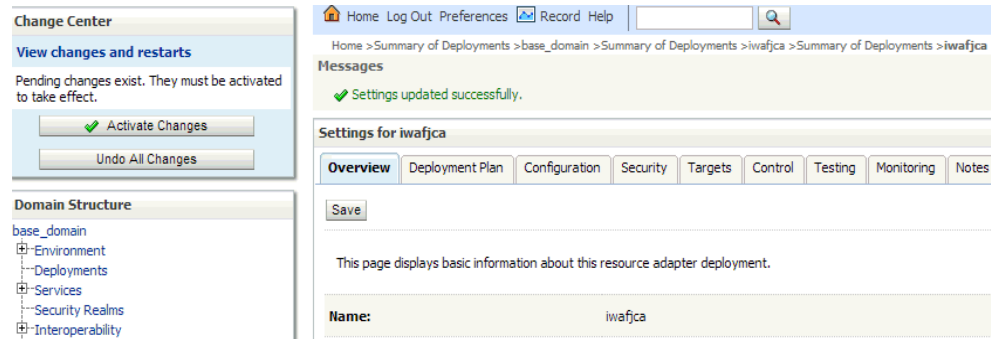 Change Center
View changes and restarts
Pending changes exist. They must be activated
to take effect.
Activate Changes
Undo All Changes
Domain Structure
base_domain
Environment
Deployments
Services
Security Realms
Interoperability
Home Log Out Preferences Record Help
Home >Summary of Deployments >base_domain >Summary of Deployments >iwafjca >Summary of Deployments >iwafjca
Messages
Settings updated successfully.
Settings for iwafjca
Overview Deployment Plan Configuration Security Targets Control Testing Monitoring Notes
Save
This page displays basic information about this resource adapter deployment.
Name: iwafjca